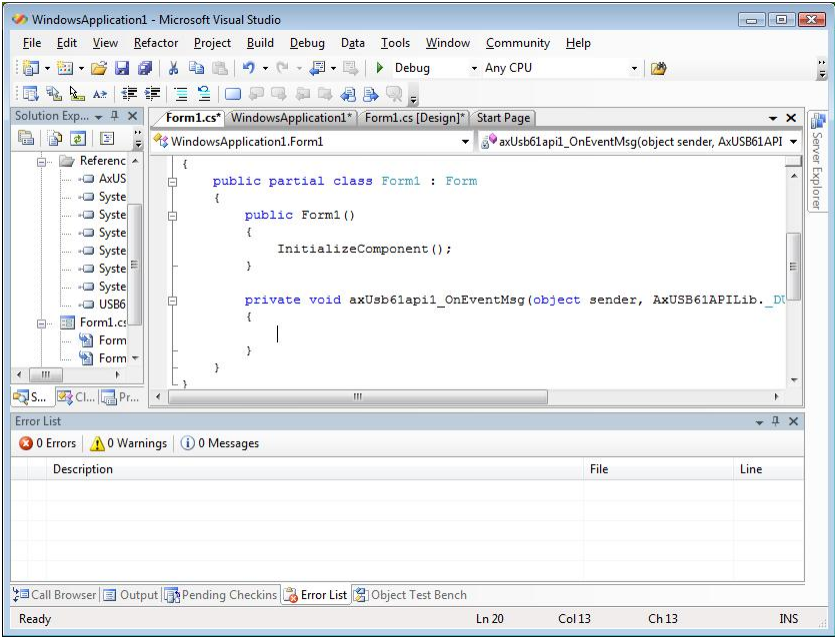 WindowsApplication1 - Microsoft Visual Studio
File Edit View Refactor Project Build Debug Data Tools Window Community Help
Debug Any CPU
Solution Exp... Form1.cs* WindowsApplication1* Form1.cs [Design]* Start Page
WindowsApplication1.Form1 axUsb61api1_OnEventMsg(object sender, AxUSB61API
Server Explorer
Referenc
AxUS
Syste
Syste
Syste
Syste
Syste
Syste
USB6
Form1.cs
Form
Form
{
public partial class Form1 : Form
{
public Form1()
{
InitializeComponent();
}
private void axUsb61api1_OnEventMsg(object sender, AxUSB61APILib._DU
{
}
}
}
S... Cl... Pr...
Error List
0 Errors 0 Warnings 0 Messages
Description File Line
Call Browser Output Pending Checkins Error List Object Test Bench
Ready Ln 20 Col 13 Ch 13 INS